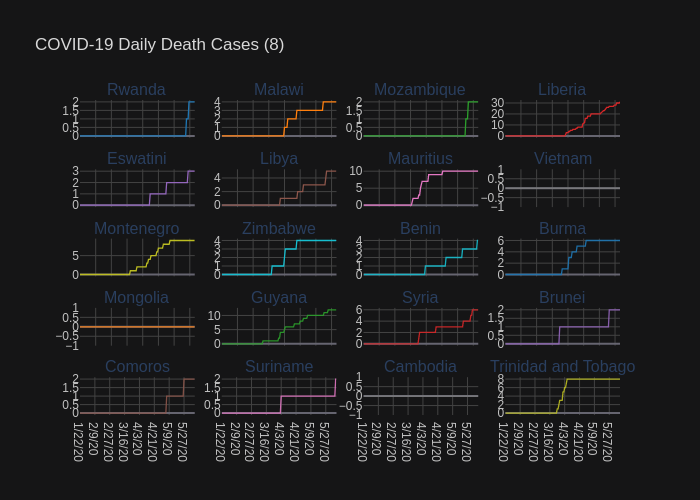 COVID-19 Daily Death Cases (8)
Rwanda Malawi Mozambique Liberia
2 1.5 1 0.5 0
4 3 2 1 0
2 1.5 1 0.5 0
30 20 10 0
Eswatini Libya Mauritius Vietnam
3 2 1 0
4 2 0
10 5 0
1 0.5 0 −0.5 −1
Montenegro Zimbabwe Benin Burma
5 0
4 3 2 1 0
4 3 2 1 0
6 4 2 0
Mongolia Guyana Syria Brunei
1 0.5 0 −0.5 −1
10 5 0
6 4 2 0
2 1.5 1 0.5 0
Comoros Suriname Cambodia Trinidad and Tobago
2 1.5 1 0.5 0
2 1.5 1 0.5 0
1 0.5 0 −0.5 −1
8 6 4 2 0
1/22/20 2/9/20 2/27/20 3/16/20 4/3/20 4/21/20 5/9/20 5/27/20
1/22/20 2/9/20 2/27/20 3/16/20 4/3/20 4/21/20 5/9/20 5/27/20
1/22/20 2/9/20 2/27/20 3/16/20 4/3/20 4/21/20 5/9/20 5/27/20
1/22/20 2/9/20 2/27/20 3/16/20 4/3/20 4/21/20 5/9/20 5/27/20